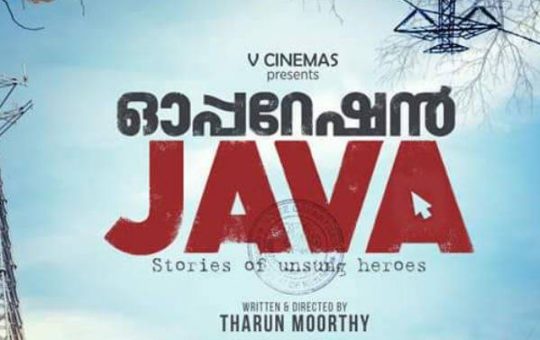 V CINEMAS
presents
ഓപ്പറേഷൻ
JAVA
Stories of unsung heroes
WRITTEN & DIRECTED BY
THARUN MOORTHY